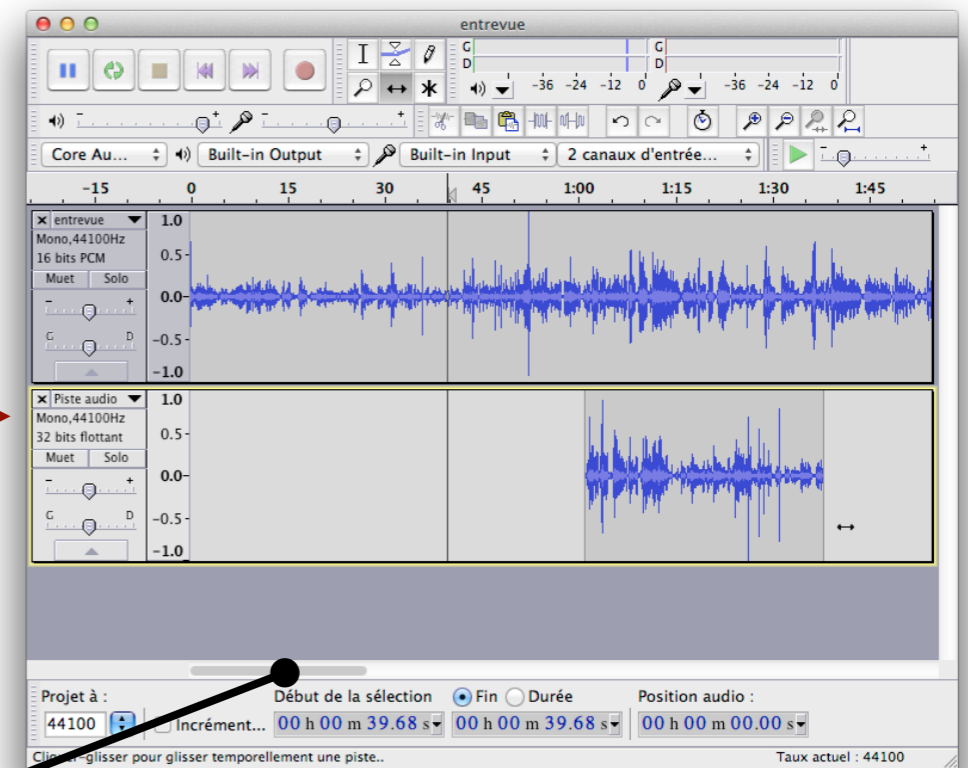 entrevue
G
D
-36 -24 -12 0
G
D
-36 -24 -12 0
- +
- +
Core Au...
Built-in Output
Built-in Input
2 canaux d'entrée...
- +
-15 0 15 30 45 1:00 1:15 1:30 1:45
× entrevue
Mono,44100Hz
16 bits PCM
Muet Solo
- +
G D
1.0
0.5-
0.0-
-0.5-
-1.0
× Piste audio
Mono,44100Hz
32 bits flottant
Muet Solo
- +
G D
1.0
0.5-
0.0-
-0.5-
-1.0
Projet à :
44100
Incrément...
Début de la sélection
Fin
Durée
00 h 00 m 39.68 s
00 h 00 m 39.68 s
Position audio :
00 h 00 m 00.00 s
pour glisser temporellement une piste..
Taux actuel : 44100